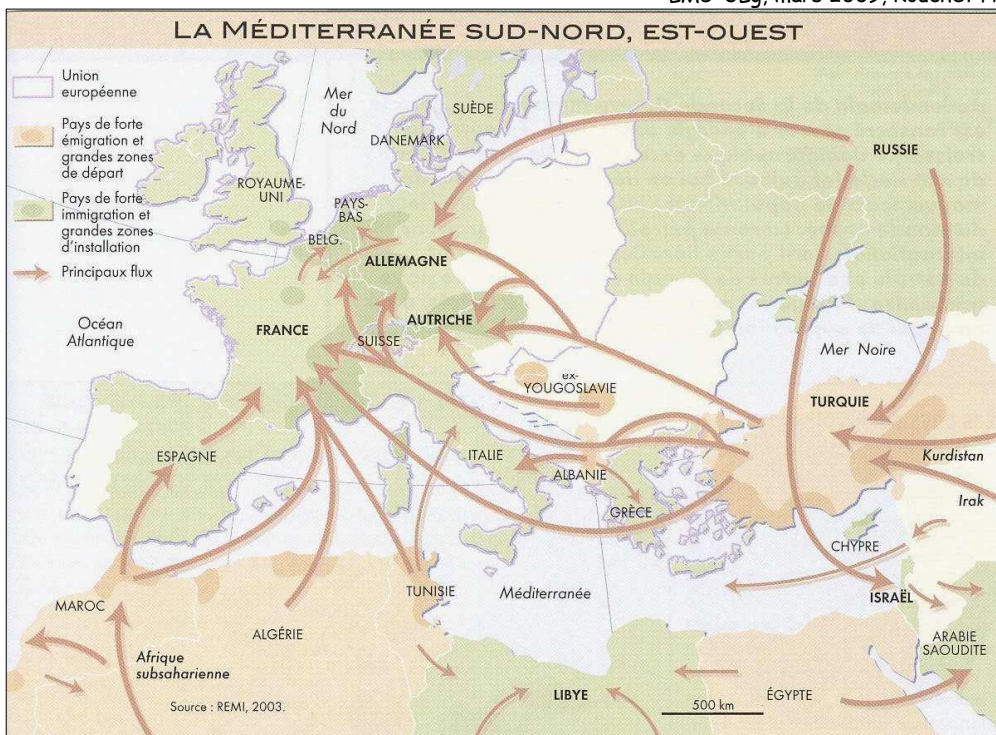 LA MÉDITERRANÉE SUD-NORD, EST-OUEST
Union
européenne
Pays de forte
émigration et
grandes zones
de départ
Pays de forte
immigration et
grandes zones
d'installation
Principaux flux
Mer
du
Nord
SUÈDE
DANEMARK
RUSSIE
ROYAUME-
UNI
PAYS-
BAS
BELG.
ALLEMAGNE
Océan
Atlantique
FRANCE
AUTRICHE
SUISSE
Mer Noire
ex-
YOUGOSLAVIE
TURQUIE
ESPAGNE
ITALIE
ALBANIE
Kurdistan
GRÈCE
Irak
CHYPRE
MAROC
TUNISIE
Méditerranée
ISRAËL
ALGÉRIE
ARABIE
SAOUDITE
Afrique
subsaharienne
LIBYE
ÉGYPTE
Source : REMI, 2003.
500 km